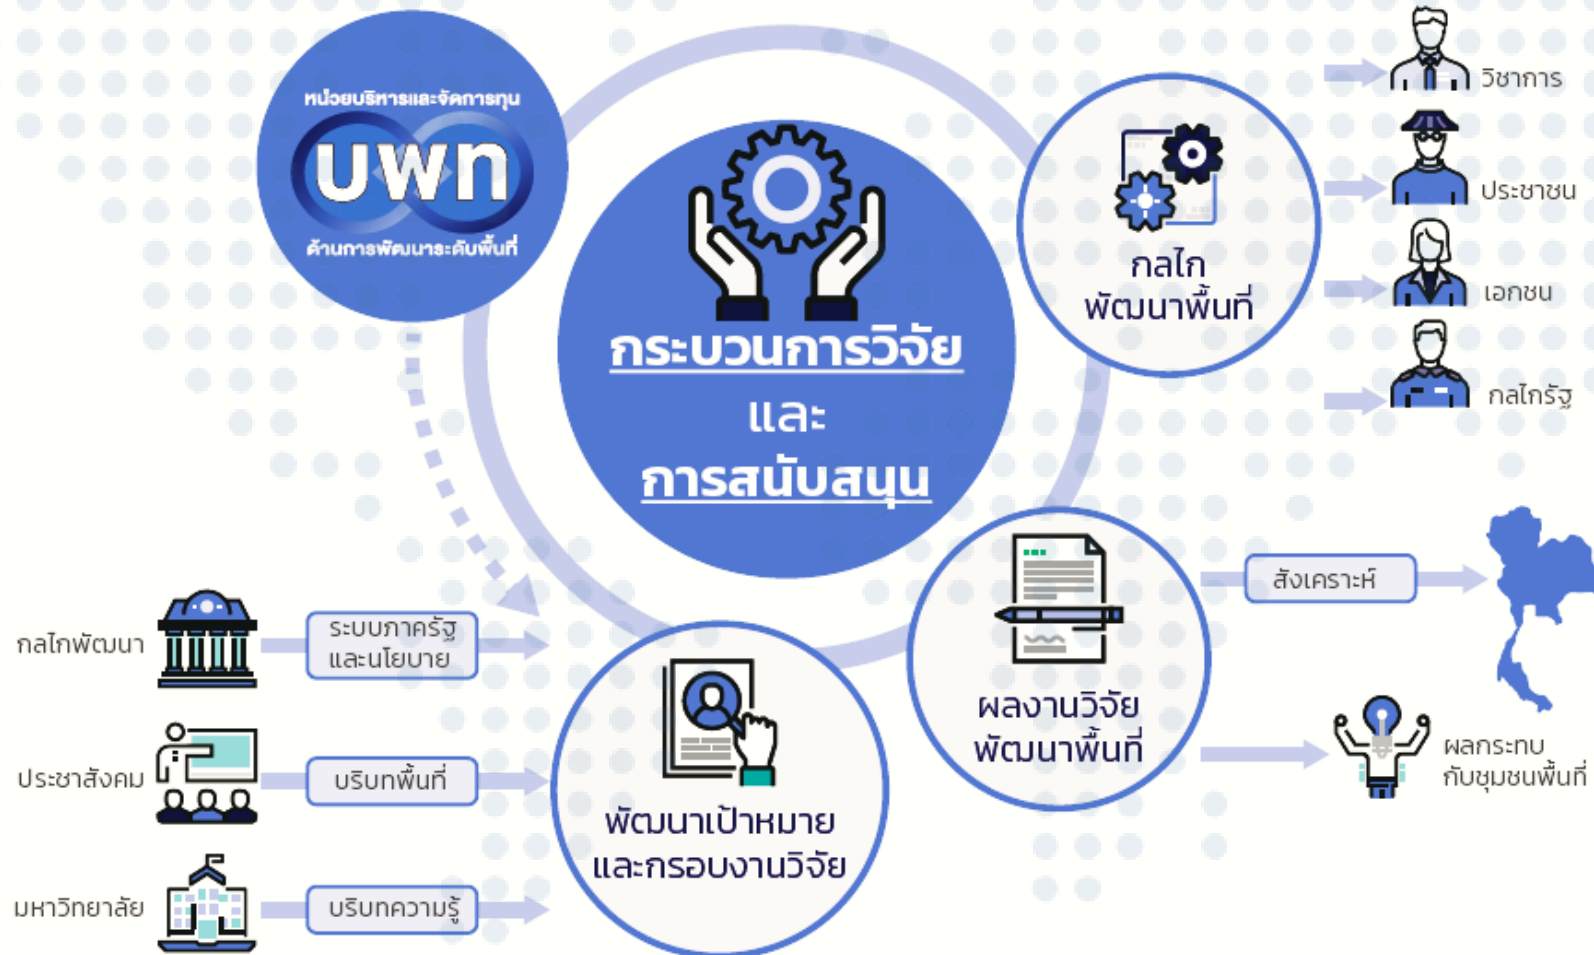 หน่วยบริหารและจัดการทุน
บพท
ด้านการพัฒนาระดับพื้นที่
กระบวนการวิจัย
และ
การสนับสนุน
กลไก
พัฒนาพื้นที่
วิชาการ
ประชาชน
เอกชน
กลไกรัฐ
ผลงานวิจัย
พัฒนาพื้นที่
สังเคราะห์
ผลกระทบ
กับชุมชนพื้นที่
กลไกพัฒนา
ระบบภาครัฐ
และนโยบาย
ประชาสังคม
บริบทพื้นที่
มหาวิทยาลัย
บริบทความรู้
พัฒนาเป้าหมาย
และกรอบงานวิจัย